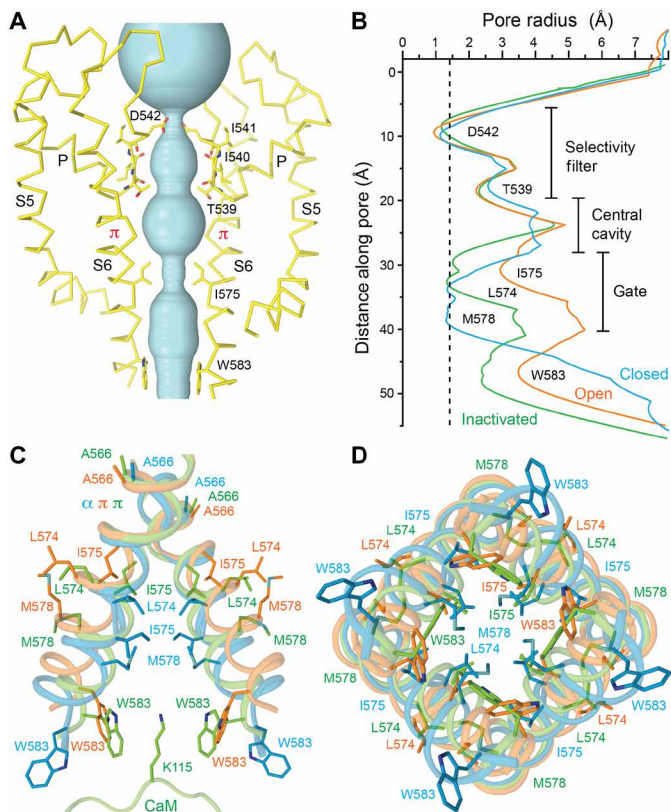 A
D542
I541
I540
P
P
S5
T539
S5
π
π
S6
S6
I575
W583
B
Pore radius (Å)
0 1 2 3 4 5 6 7 8
Distance along pore (Å)
0
10
20
30
40
50
D542
Selectivity
filter
T539
Central
cavity
I575
L574
Gate
M578
W583
Closed
Open
Inactivated
C
A566
A566
A566
A566
A566
A566
α π π
L574
I575
I575
L574
L574
I575
L574
M578
L574
M578
M578
I575
M578
M578
W583
W583
W583
W583
W583
W583
K115
CaM
D
M578
W583
I575
L574
L574
L574
L574
I575
W583
M578
I575
I575
M578
W583
W583
M578
L574
I575
M578
L574
L574
I575
L574
L574
W583
M578